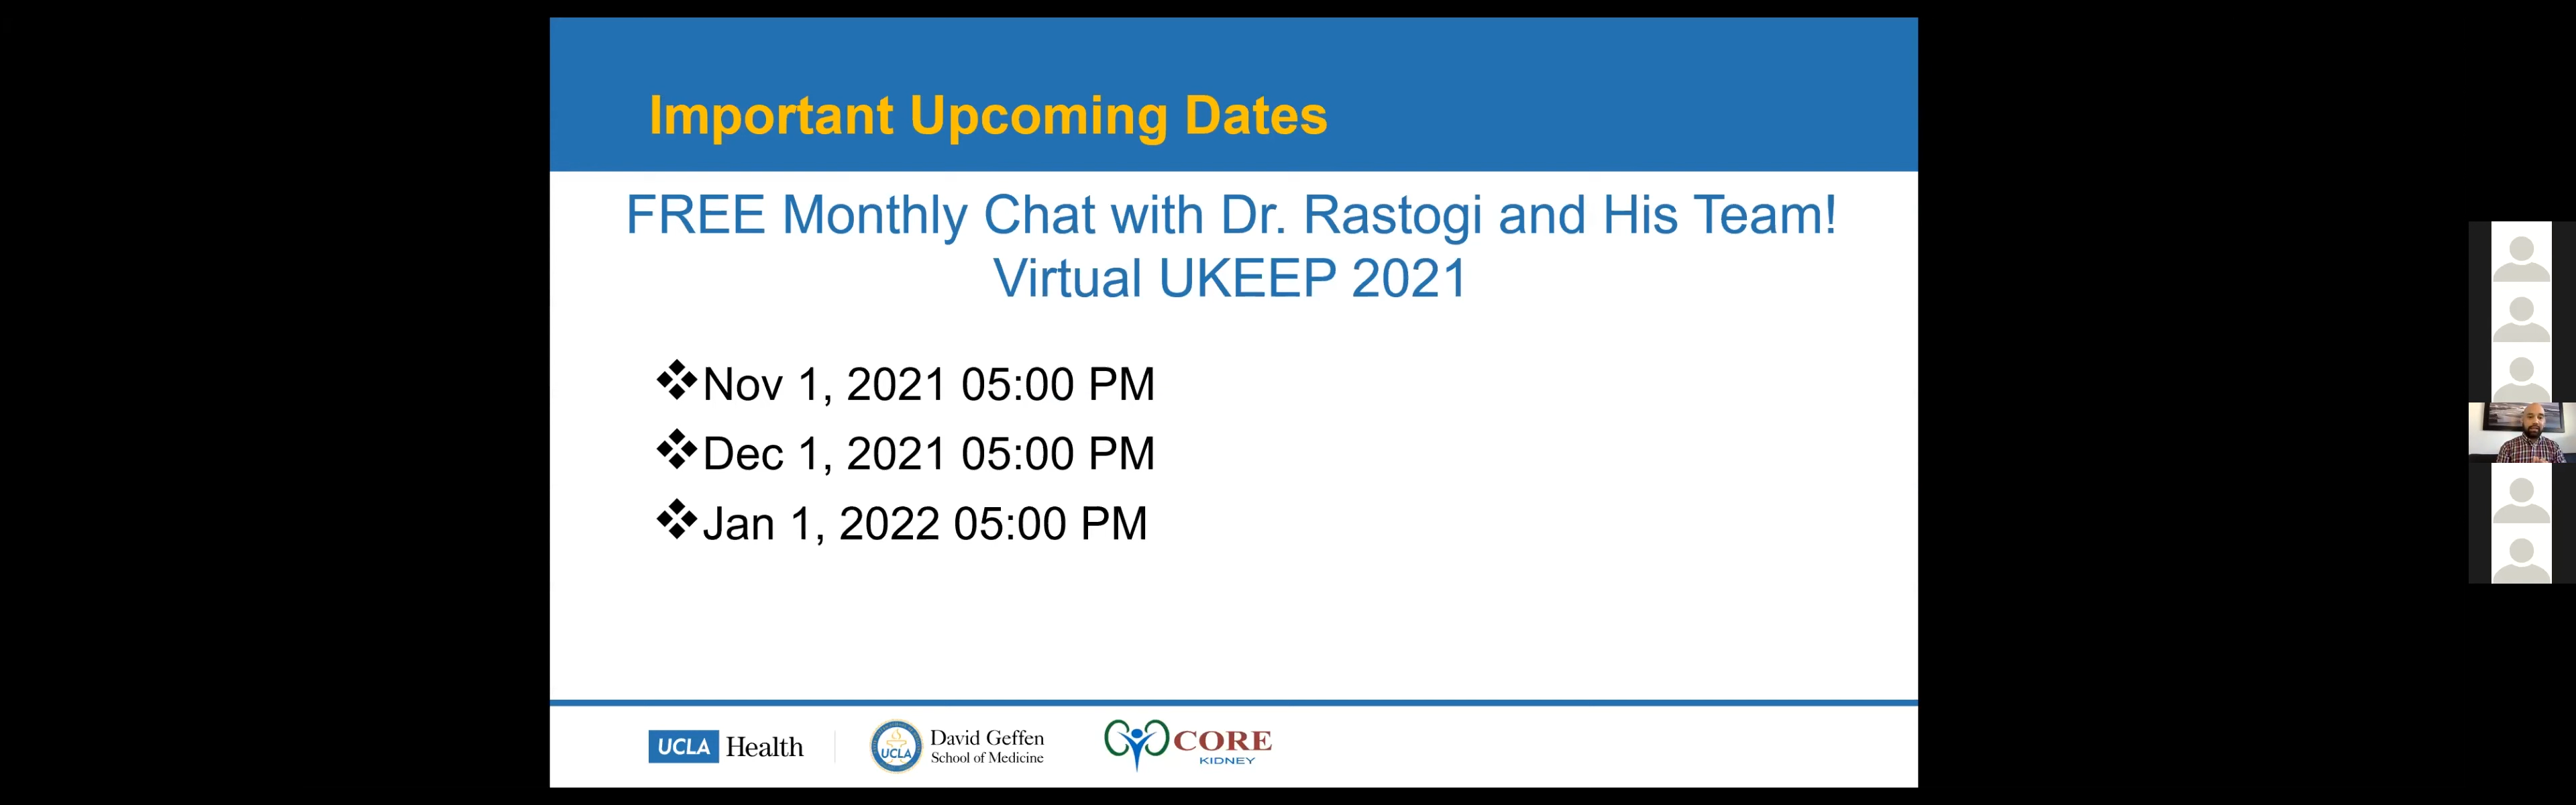 Important Upcoming Dates
FREE Monthly Chat with Dr. Rastogi and His Team!
Virtual UKEEP 2021
❖Nov 1, 2021 05:00 PM
❖Dec 1, 2021 05:00 PM
❖Jan 1, 2022 05:00 PM
UCLA Health
UCLA
David Geffen
School of Medicine
CORE
KIDNEY